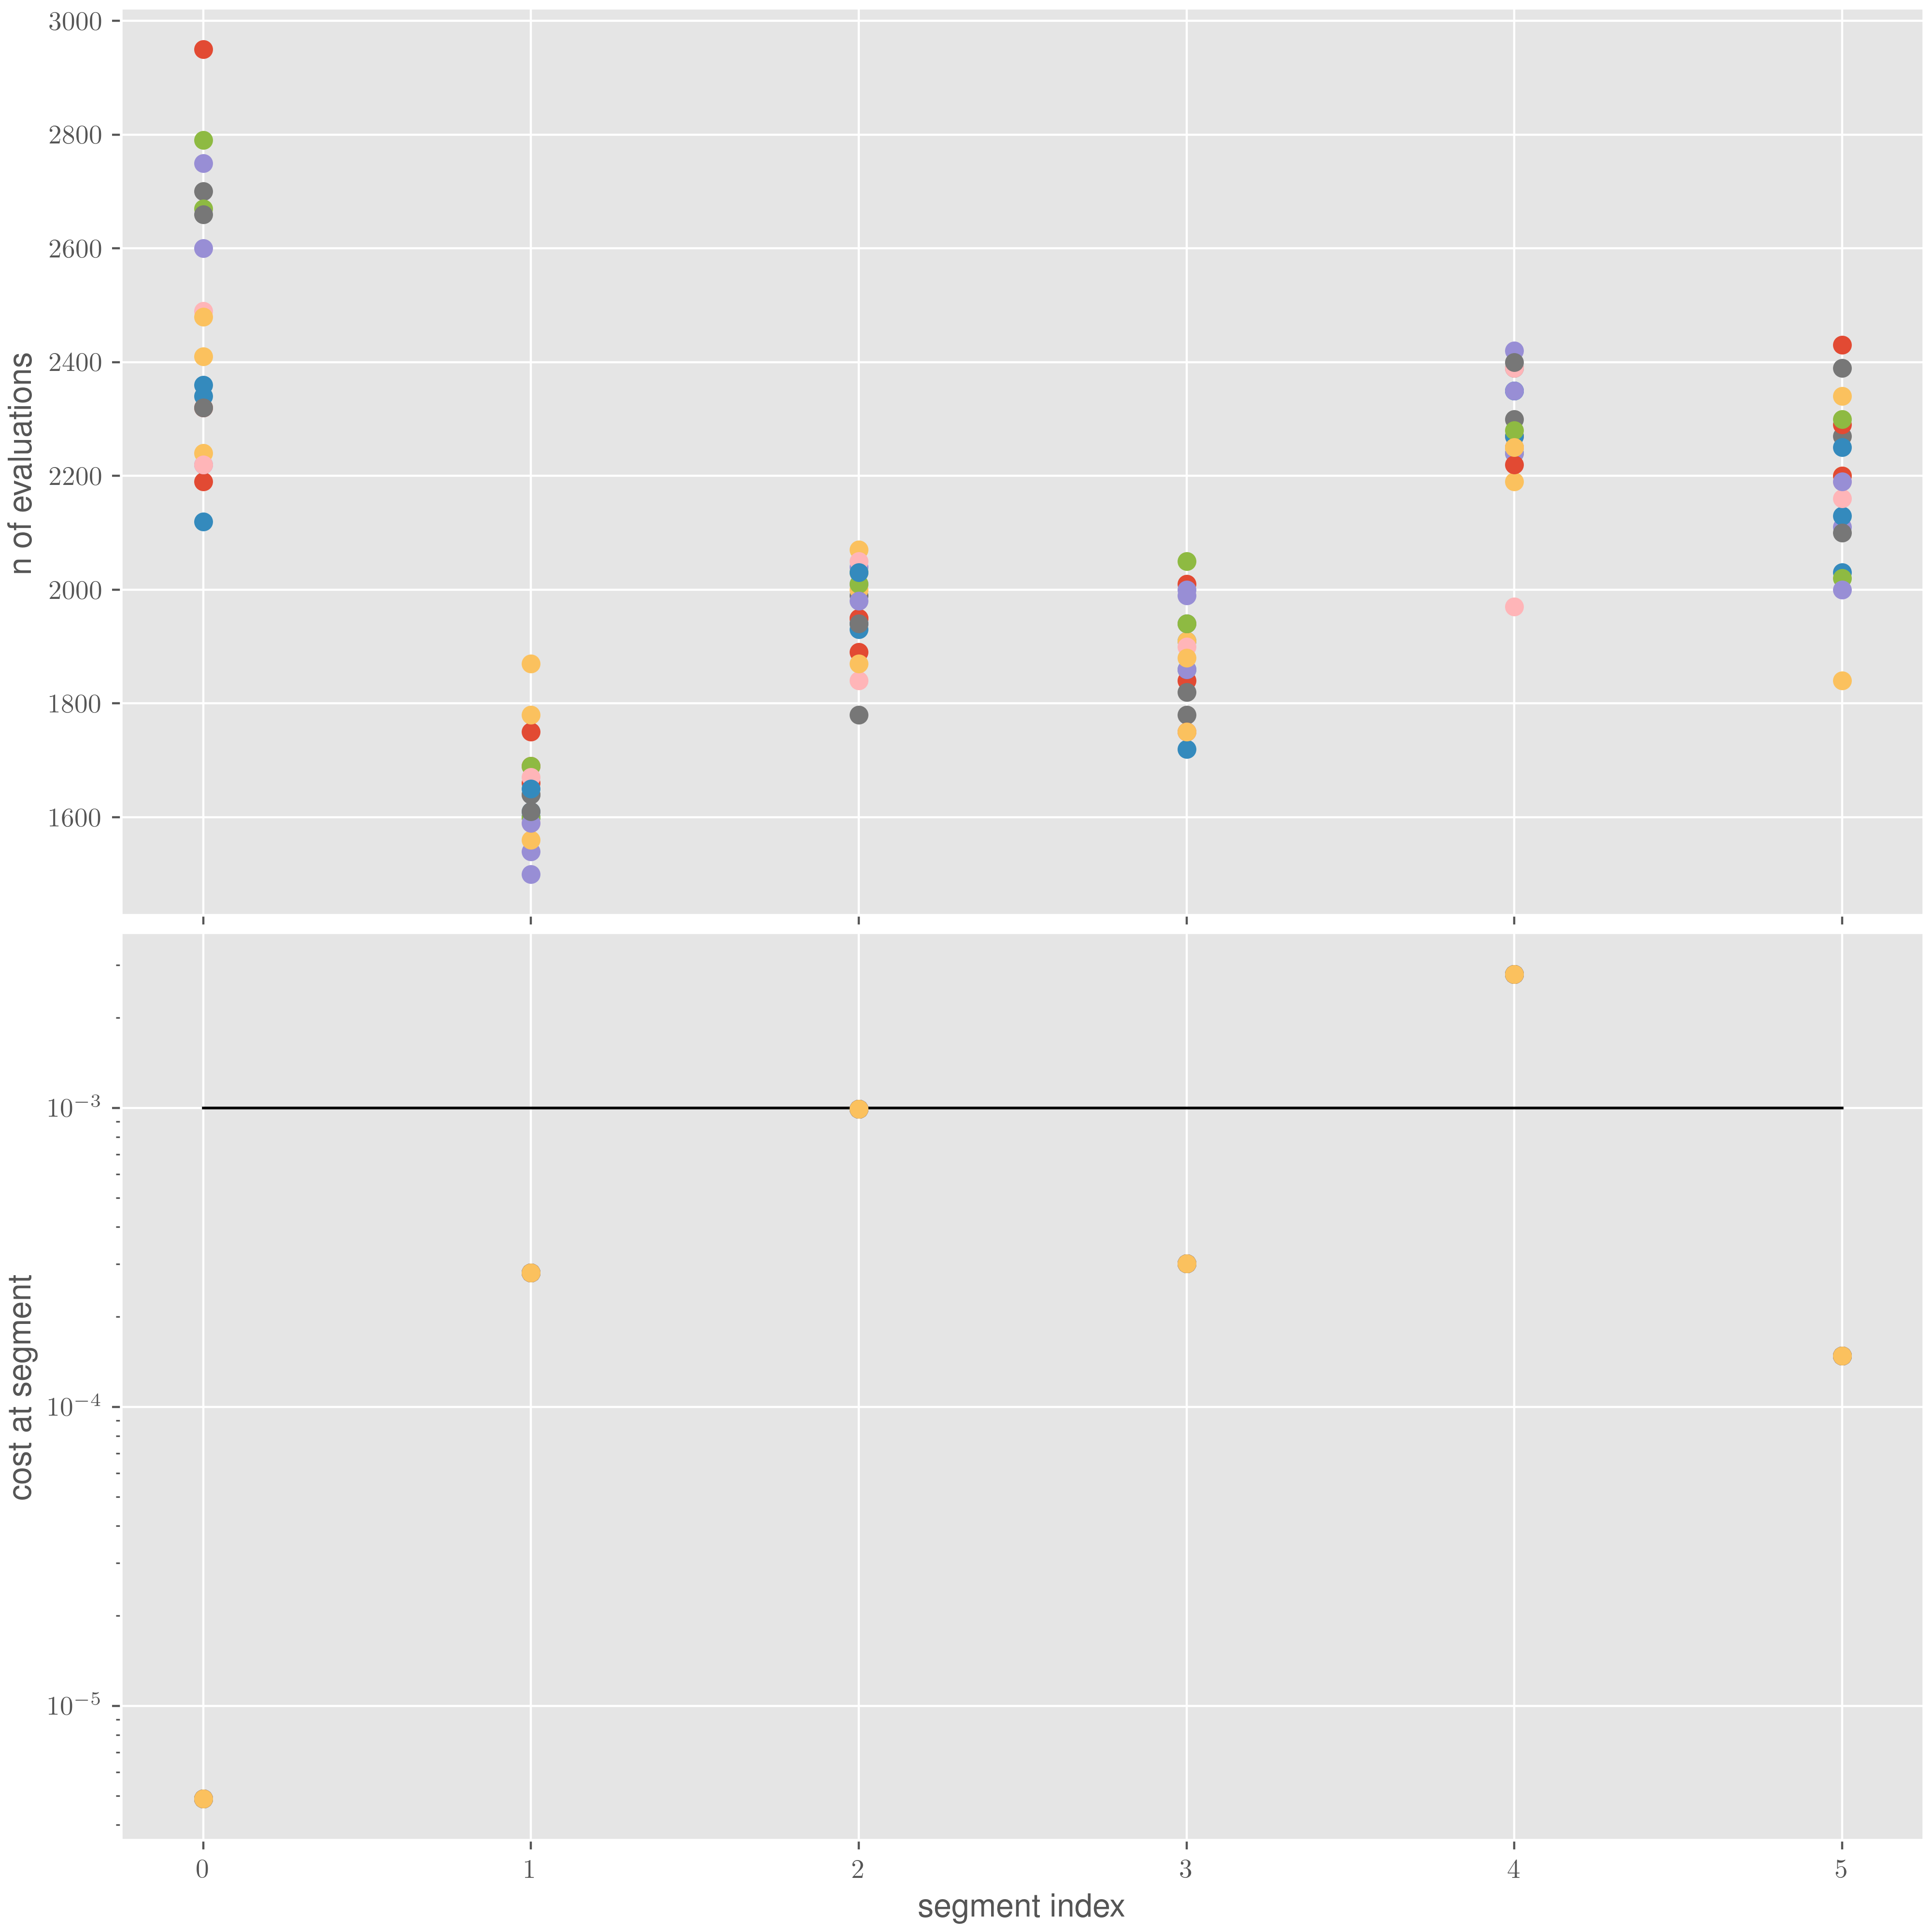 3000
2800
2600
2400
2200
2000
1800
1600
n of evaluations
10⁻³
10⁻⁴
10⁻⁵
cost at segment
0 1 2 3 4 5
segment index